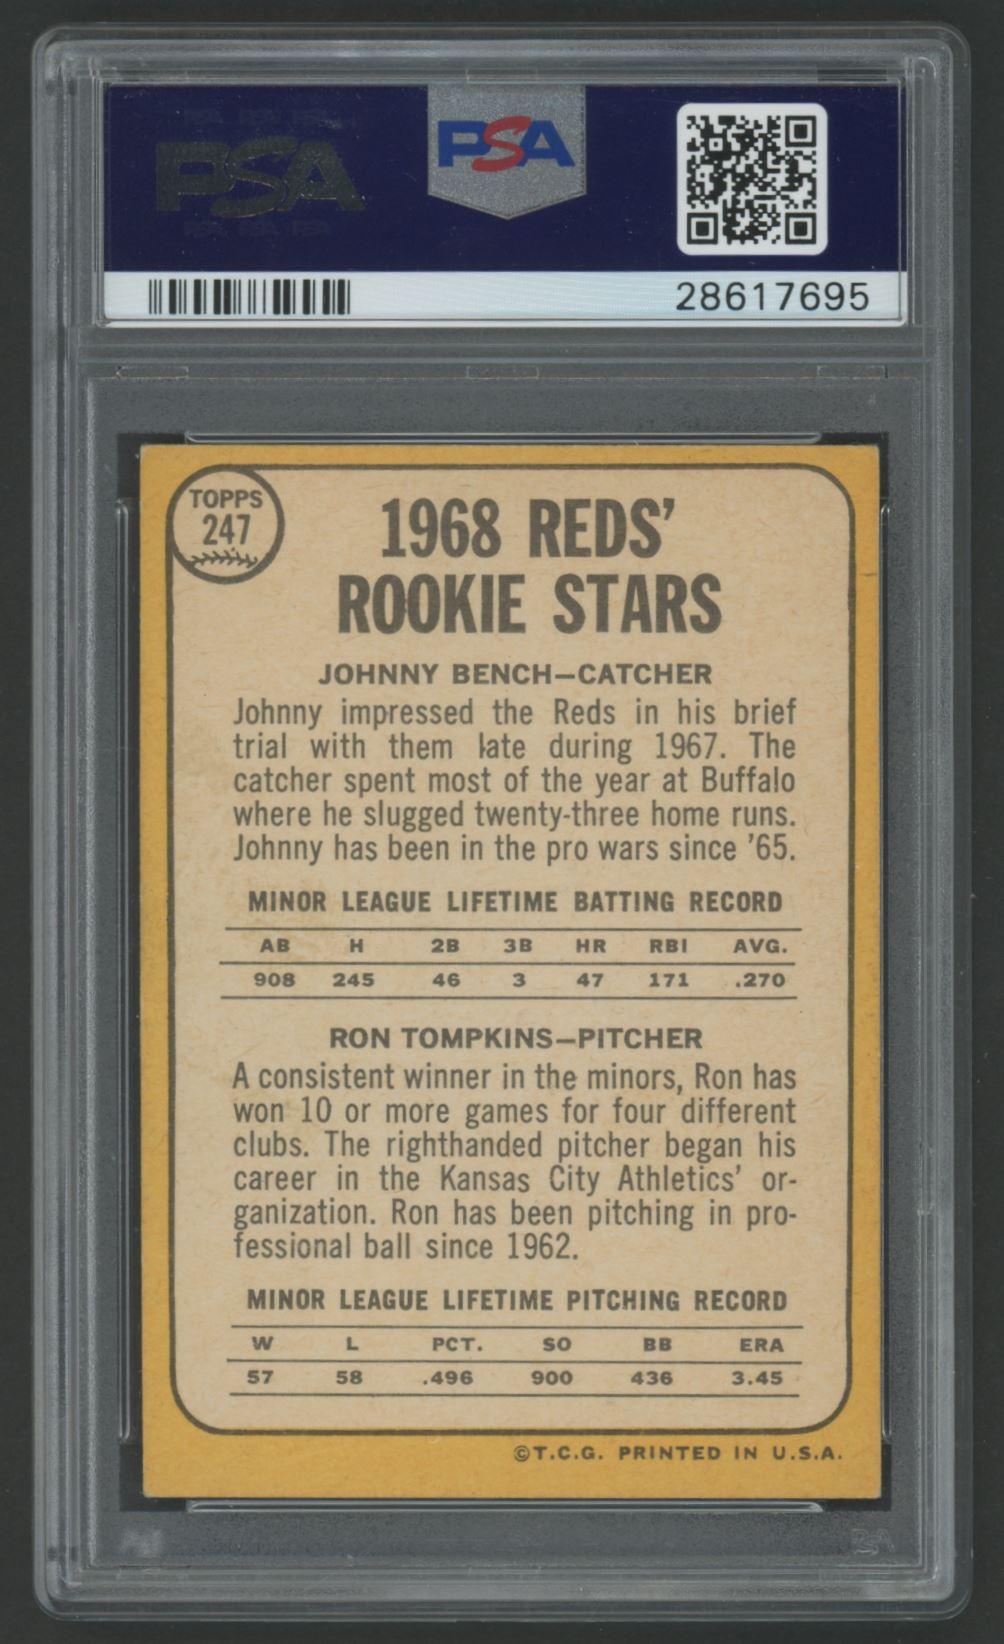 PSA
PSA
28617695
TOPPS
247
1968 REDS'
ROOKIE STARS
JOHNNY BENCH—CATCHER
Johnny impressed the Reds in his brief
trial with them late during 1967. The
catcher spent most of the year at Buffalo
where he slugged twenty-three home runs.
Johnny has been in the pro wars since '65.
MINOR LEAGUE LIFETIME BATTING RECORD
AB H 2B 3B HR RBI AVG.
908 245 46 3 47 171 .270
RON TOMPKINS—PITCHER
A consistent winner in the minors, Ron has
won 10 or more games for four different
clubs. The righthanded pitcher began his
career in the Kansas City Athletics' or-
ganization. Ron has been pitching in pro-
fessional ball since 1962.
MINOR LEAGUE LIFETIME PITCHING RECORD
W L PCT. SO BB ERA
57 58 .496 900 436 3.45
©T.C.G. PRINTED IN U.S.A.